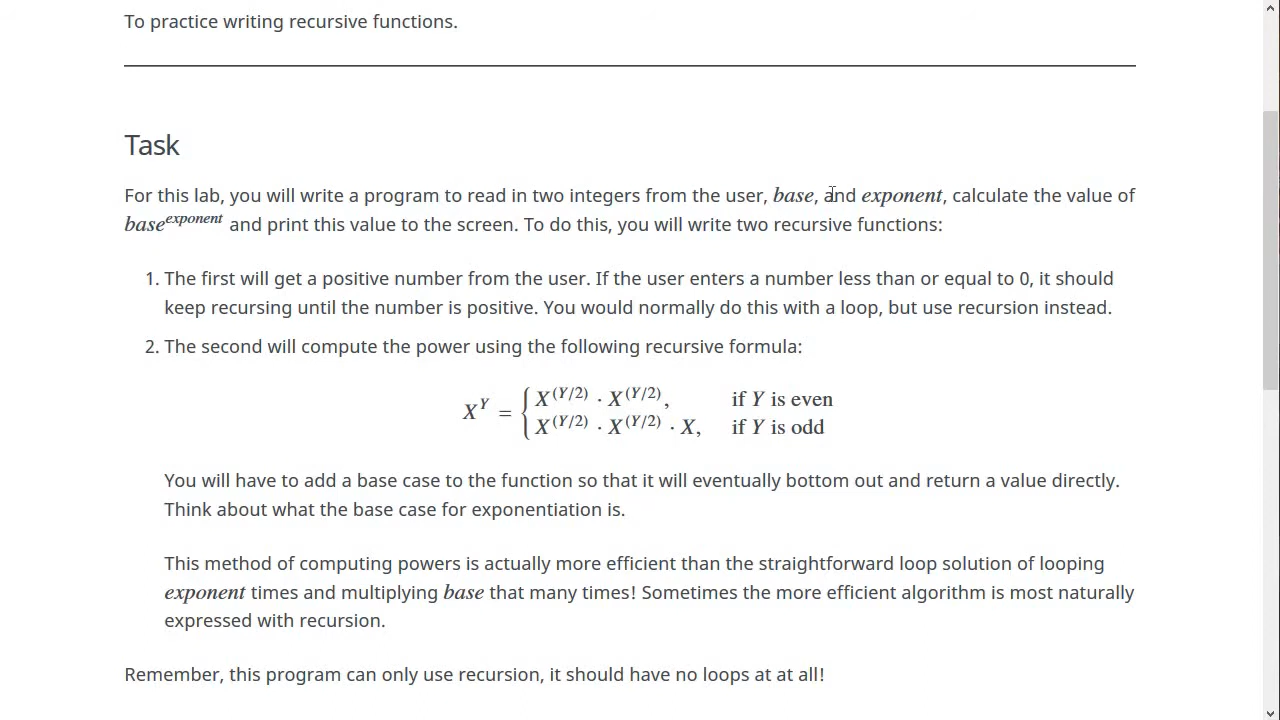 To practice writing recursive functions.
Task
For this lab, you will write a program to read in two integers from the user, base, and exponent, calculate the value of
base^exponent and print this value to the screen. To do this, you will write two recursive functions:
1. The first will get a positive number from the user. If the user enters a number less than or equal to 0, it should
keep recursing until the number is positive. You would normally do this with a loop, but use recursion instead.
2. The second will compute the power using the following recursive formula:
X^Y = { X^(Y/2) · X^(Y/2), if Y is even
X^(Y/2) · X^(Y/2) · X, if Y is odd
You will have to add a base case to the function so that it will eventually bottom out and return a value directly.
Think about what the base case for exponentiation is.
This method of computing powers is actually more efficient than the straightforward loop solution of looping
exponent times and multiplying base that many times! Sometimes the more efficient algorithm is most naturally
expressed with recursion.
Remember, this program can only use recursion, it should have no loops at at all!